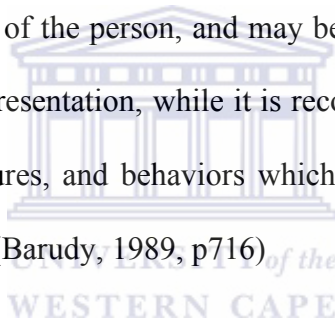 of the person, and may be
resentation, while it is reco
ures, and behaviors which
Barudy, 1989, p716)
UNIVERSITY of the
WESTERN CAPE